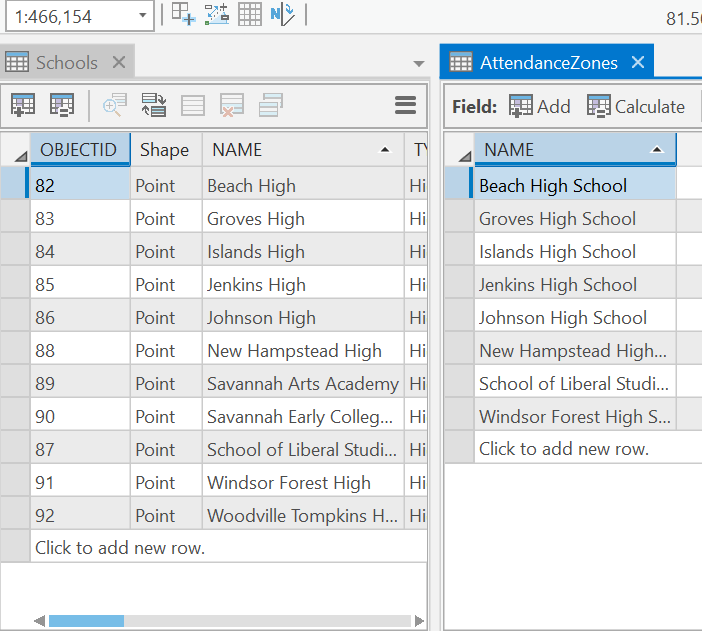 1:466,154
81.50
Schools
AttendanceZones
Field: Add Calculate
OBJECTID Shape NAME
82 Point Beach High Hi
83 Point Groves High Hi
84 Point Islands High Hi
85 Point Jenkins High Hi
86 Point Johnson High Hi
88 Point New Hampstead High Hi
89 Point Savannah Arts Academy Hi
90 Point Savannah Early Colleg... Hi
87 Point School of Liberal Studi... Hi
91 Point Windsor Forest High Hi
92 Point Woodville Tompkins H... Hi
Click to add new row.
NAME
Beach High School
Groves High School
Islands High School
Jenkins High School
Johnson High School
New Hampstead High...
School of Liberal Studi...
Windsor Forest High S...
Click to add new row.